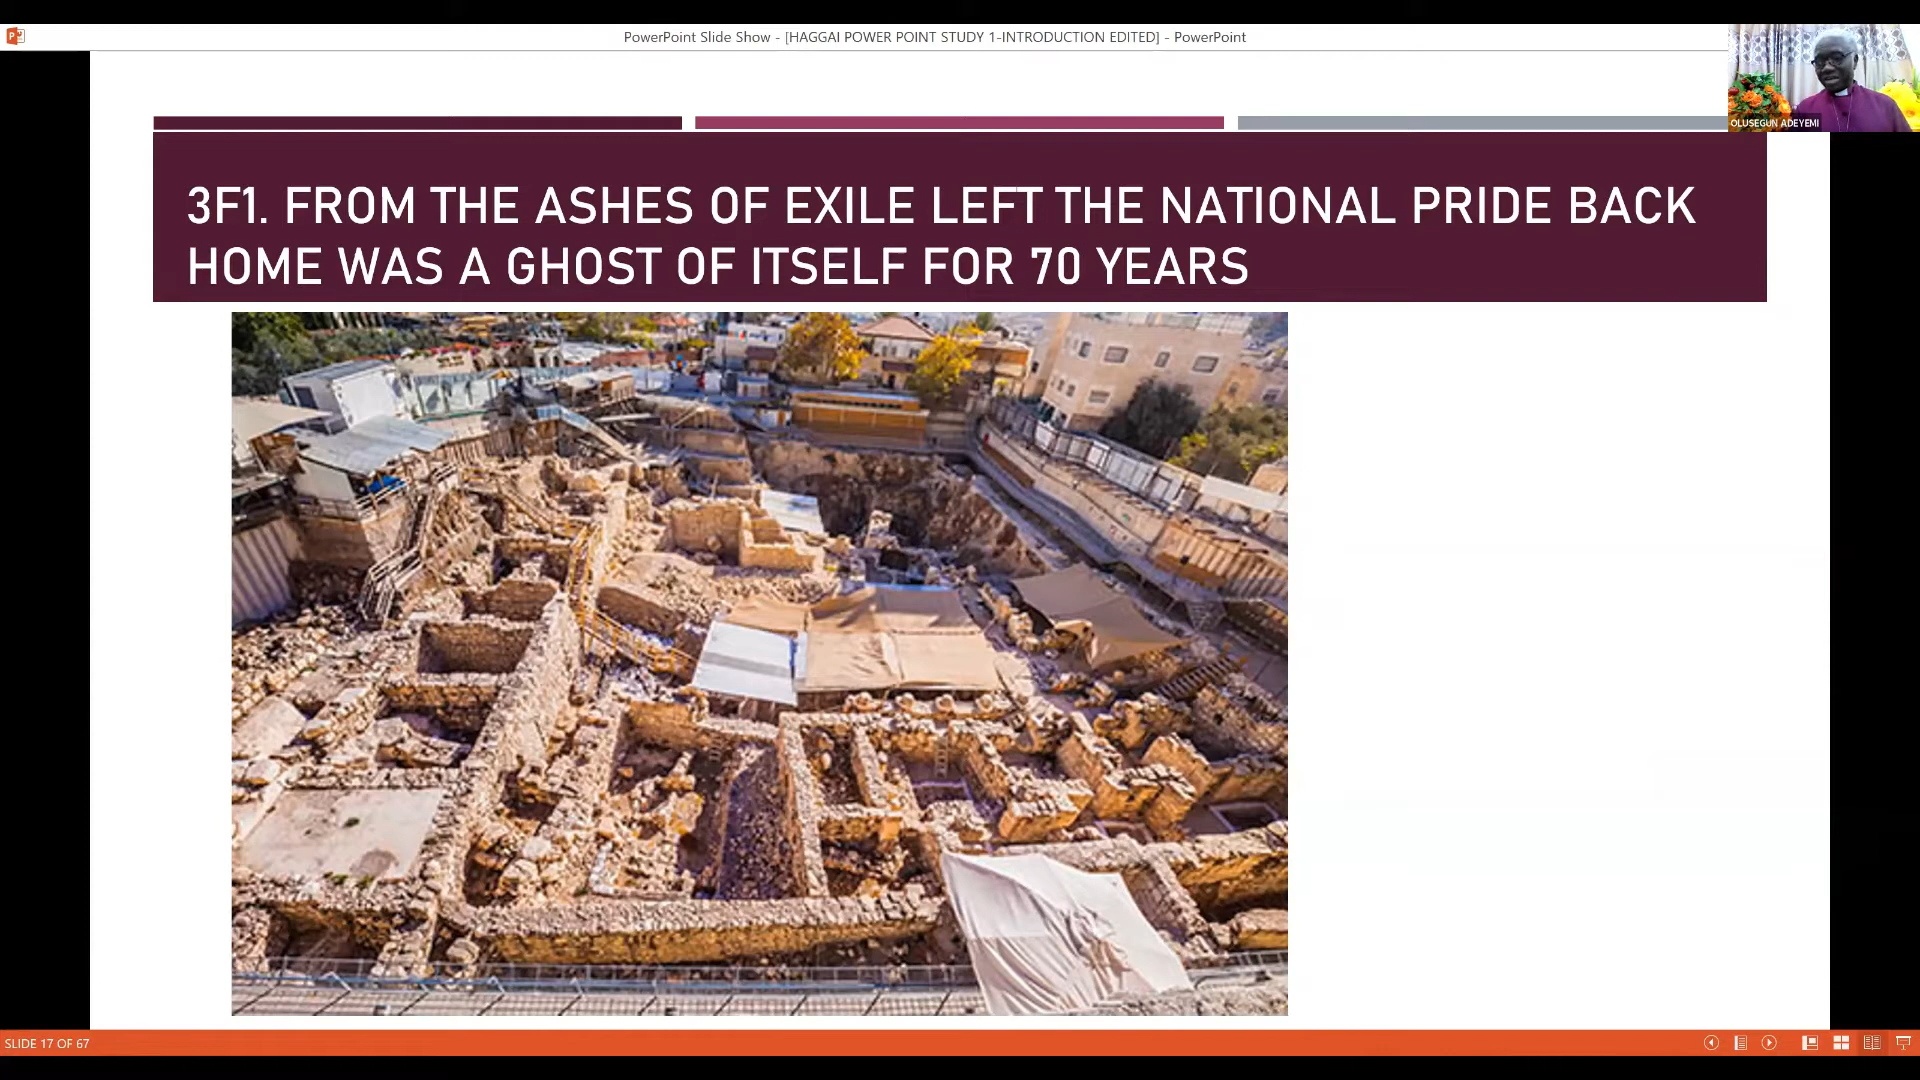 PowerPoint Slide Show - [HAGGAI POWER POINT STUDY 1-INTRODUCTION EDITED] - PowerPoint
OLUSEGUN ADEYEMI
3F1. FROM THE ASHES OF EXILE LEFT THE NATIONAL PRIDE BACK
HOME WAS A GHOST OF ITSELF FOR 70 YEARS
SLIDE 17 OF 67